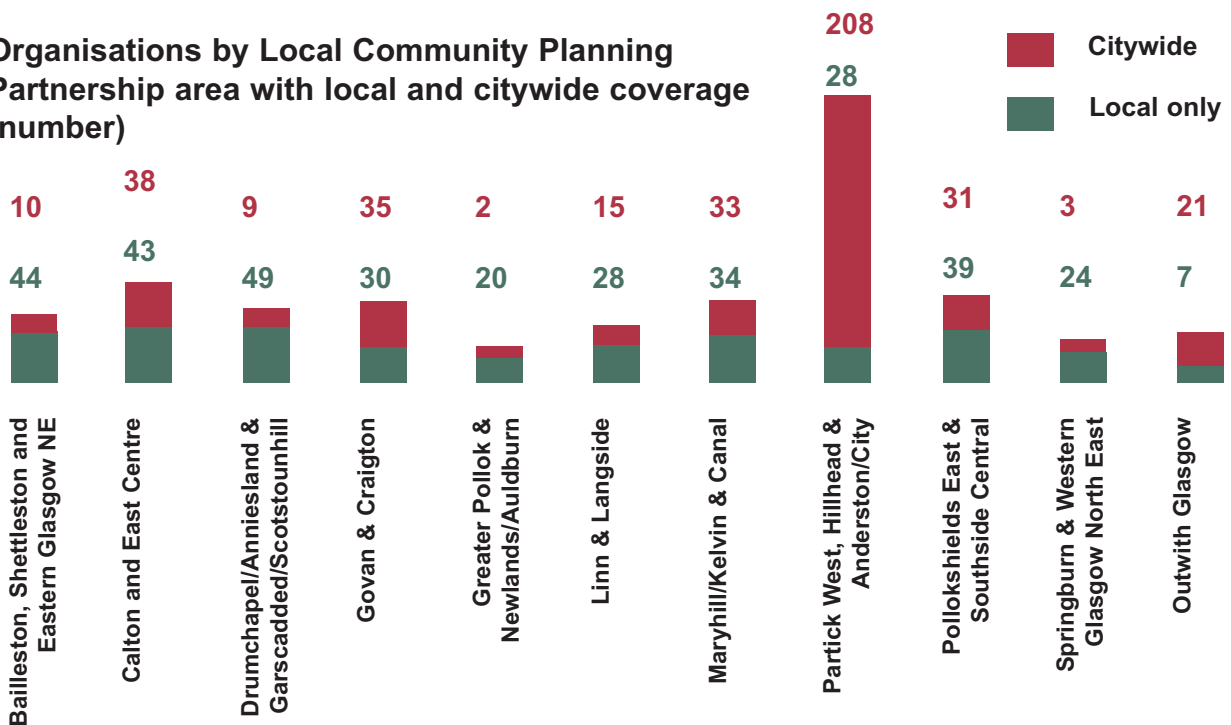 Organisations by Local Community Planning
Partnership area with local and citywide coverage
number)
Citywide
Local only
10
44
38
43
9
49
35
30
2
20
15
28
33
34
208
28
31
39
3
24
21
7
Bailleston, Shettleston and
Eastern Glasgow NE
Calton and East Centre
Drumchapel/Anniesland &
Garscadded/Scotstounhill
Govan & Craigton
Greater Pollok &
Newlands/Auldburn
Linn & Langside
Maryhill/Kelvin & Canal
Partick West, Hillhead &
Anderston/City
Pollokshields East &
Southside Central
Springburn & Western
Glasgow North East
Outwith Glasgow